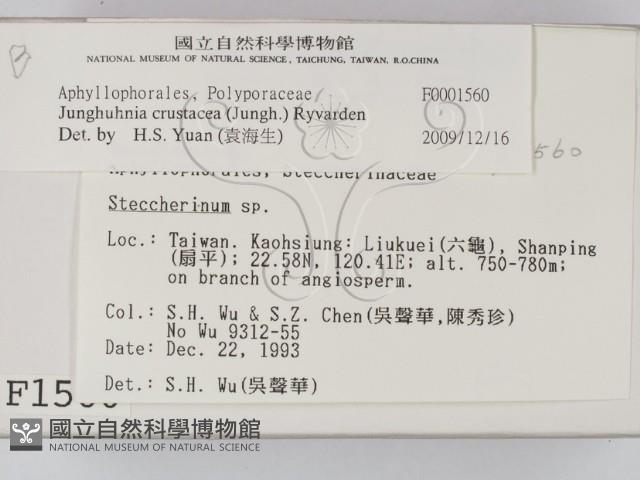 國立自然科學博物館
NATIONAL MUSEUM OF NATURAL SCIENCE, TAICHUNG, TAIWAN, R.O.CHINA
Aphyllophorales, Polyporaceae F0001560
Junghuhnia crustacea (Jungh.) Ryvarden
Det. by H.S. Yuan (袁海生) 2009/12/16
560
Aphyllophorales, Steccherinaceae
Steccherinum sp.
Loc.: Taiwan. Kaohsiung: Liukuei(六龜), Shanping
(扇平); 22.58N, 120.41E; alt. 750-780m;
on branch of angiosperm.
Col.: S.H. Wu & S.Z. Chen(吳聲華,陳秀珍)
No Wu 9312-55
Date: Dec. 22, 1993
Det.: S.H. Wu(吳聲華)
F1560
國立自然科學博物館
NATIONAL MUSEUM OF NATURAL SCIENCE